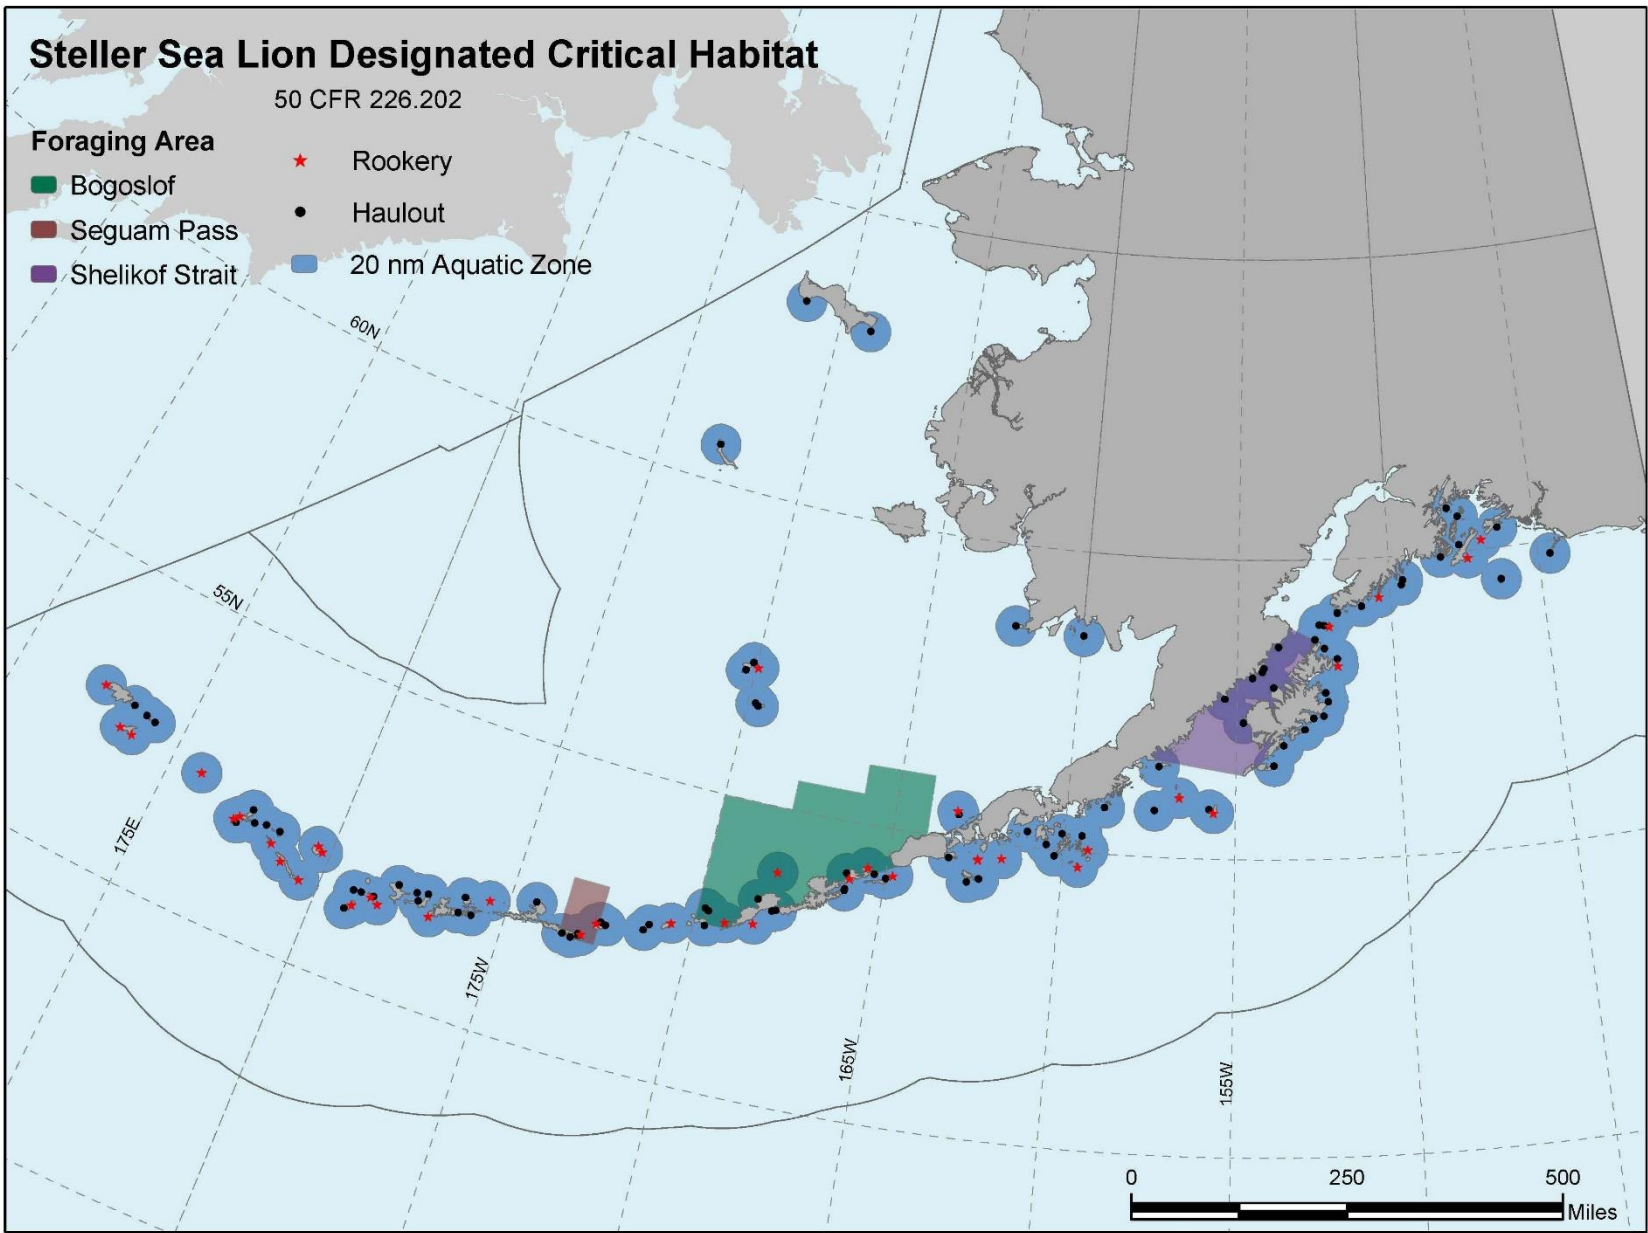 Steller Sea Lion Designated Critical Habitat
50 CFR 226.202
Foraging Area
Bogoslof
Seguam Pass
Shelikof Strait
Rookery
Haulout
20 nm Aquatic Zone
60N
55N
175E
175W
165W
155W
0 250 500
Miles